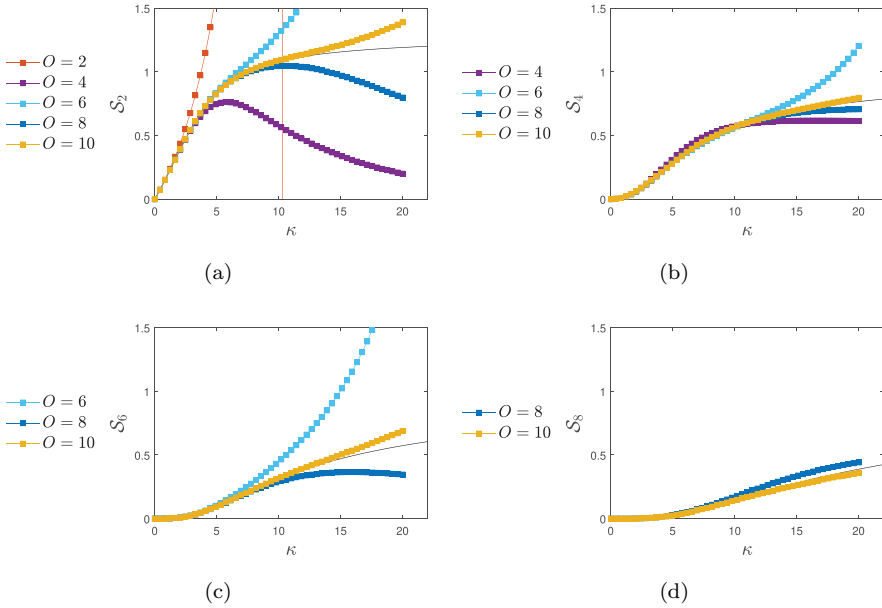 O = 2
O = 4
O = 6
O = 8
O = 10
S₂
1.5
1
0.5
0
0 5 10 15 20
κ
(a)
O = 4
O = 6
O = 8
O = 10
S₄
1.5
1
0.5
0
0 5 10 15 20
κ
(b)
O = 6
O = 8
O = 10
S₆
1.5
1
0.5
0
0 5 10 15 20
κ
(c)
O = 8
O = 10
S₈
1.5
1
0.5
0
0 5 10 15 20
κ
(d)